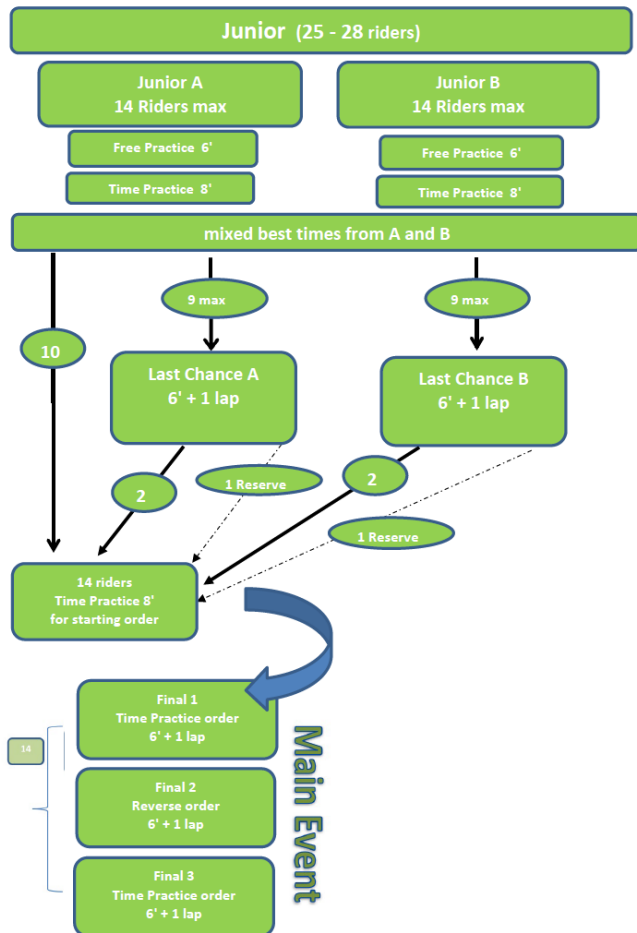 Junior (25 - 28 riders)
Junior A
14 Riders max
Junior B
14 Riders max
Free Practice 6'
Free Practice 6'
Time Practice 8'
Time Practice 8'
mixed best times from A and B
9 max
9 max
10
Last Chance A
6' + 1 lap
Last Chance B
6' + 1 lap
2
1 Reserve
2
1 Reserve
14 riders
Time Practice 8'
for starting order
Final 1
Time Practice order
6' + 1 lap
14
Final 2
Reverse order
6' + 1 lap
Final 3
Time Practice order
6' + 1 lap
Main Event